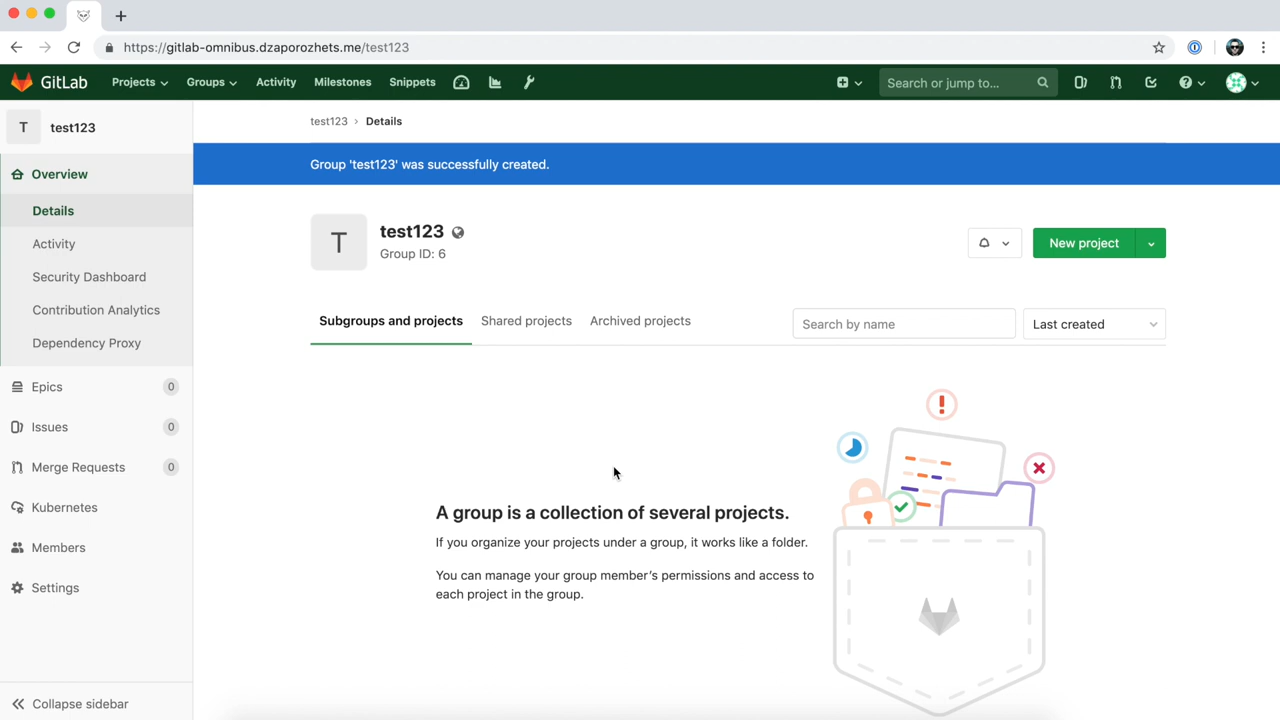 https://gitlab-omnibus.dzaporozhets.me/test123
GitLab Projects Groups Activity Milestones Snippets Search or jump to...
T test123
test123 › Details
Group 'test123' was successfully created.
Overview
Details
Activity
Security Dashboard
Contribution Analytics
Dependency Proxy
Epics 0
Issues 0
Merge Requests 0
Kubernetes
Members
Settings
Collapse sidebar
T
test123
Group ID: 6
New project
Subgroups and projects Shared projects Archived projects Search by name Last created
A group is a collection of several projects.
If you organize your projects under a group, it works like a folder.
You can manage your group member’s permissions and access to
each project in the group.